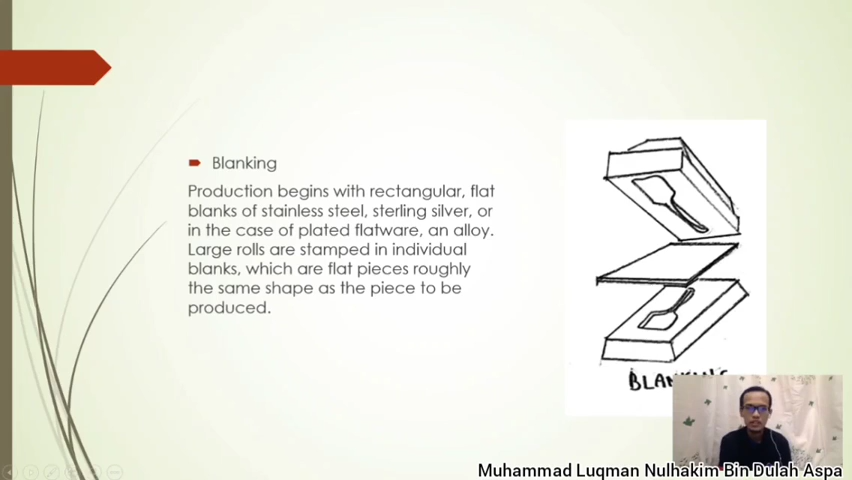 Blanking
Production begins with rectangular, flat
blanks of stainless steel, sterling silver, or
in the case of plated flatware, an alloy.
Large rolls are stamped in individual
blanks, which are flat pieces roughly
the same shape as the piece to be
produced.
Muhammad Luqman Nulhakim Bin Dulah Aspa